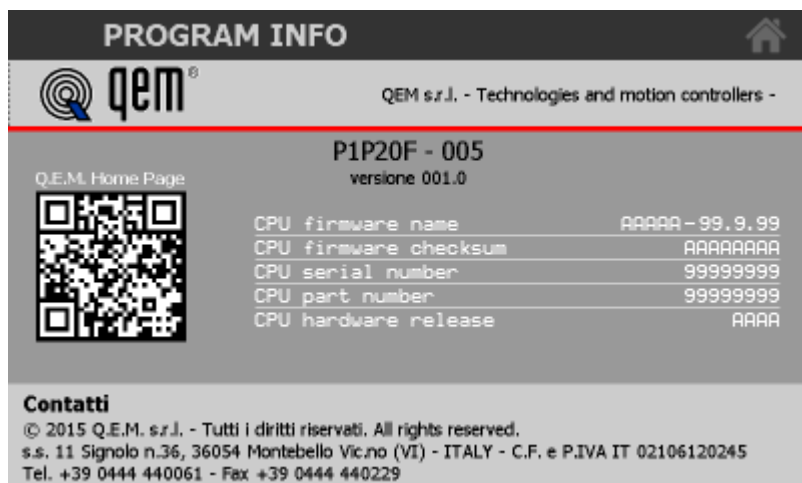 PROGRAM INFO
qem®
QEM s.r.l. - Technologies and motion controllers -
P1P20F - 005
versione 001.0
Q.E.M. Home Page
CPU firmware name AAAAA-99.9.99
CPU firmware checksum AAAAAAAA
CPU serial number 99999999
CPU part number 99999999
CPU hardware release AAAA
Contatti
© 2015 Q.E.M. s.r.l. - Tutti i diritti riservati. All rights reserved.
s.s. 11 Signolo n.36, 36054 Montebello Vic.no (VI) - ITALY - C.F. e P.IVA IT 02106120245
Tel. +39 0444 440061 - Fax +39 0444 440229